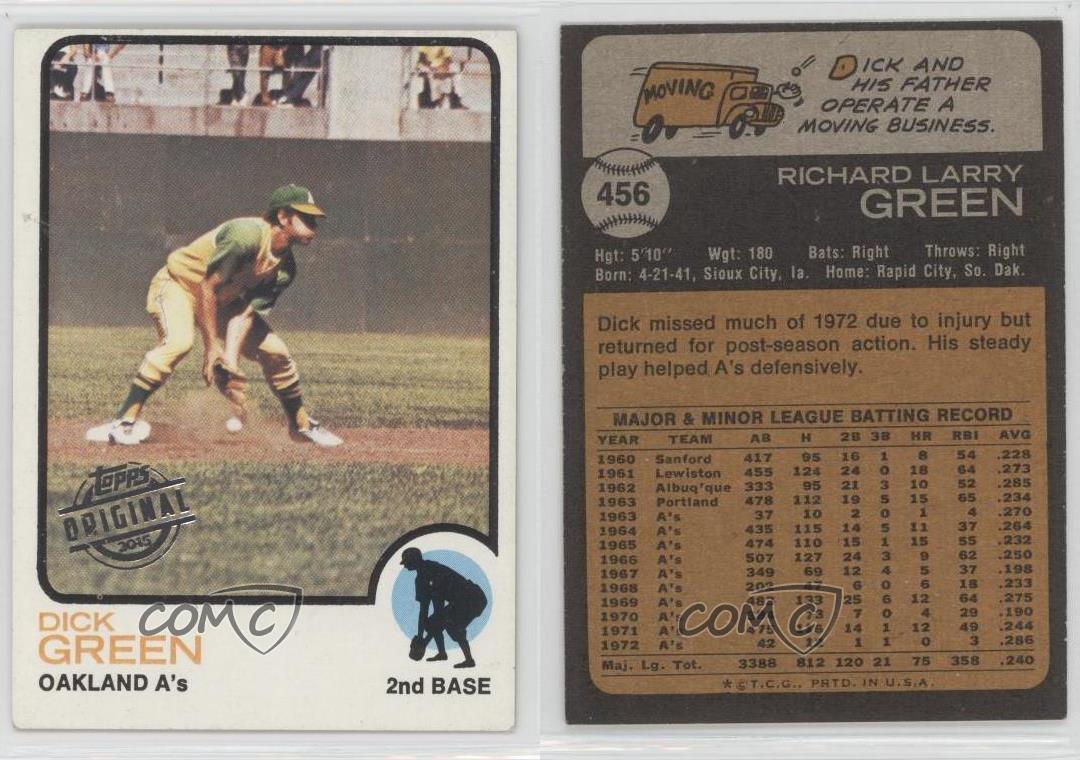 Topps
ORIGINAL
2015
DICK
GREEN
OAKLAND A's
2nd BASE
COMC
MOVING
DICK AND
HIS FATHER
OPERATE A
MOVING BUSINESS.
456
RICHARD LARRY
GREEN
Hgt: 5'10" Wgt: 180 Bats: Right Throws: Right
Born: 4-21-41, Sioux City, Ia. Home: Rapid City, So. Dak.
Dick missed much of 1972 due to injury but
returned for post-season action. His steady
play helped A's defensively.
MAJOR & MINOR LEAGUE BATTING RECORD
YEAR TEAM AB H 2B 3B HR RBI AVG
1960 Sanford 417 95 16 1 8 54 .228
1961 Lewiston 455 124 24 0 18 64 .273
1962 Albuq'que 333 95 21 3 10 52 .285
1963 Portland 478 112 19 5 15 65 .234
1963 A's 37 10 2 0 1 4 .270
1964 A's 435 115 14 5 11 37 .264
1965 A's 474 110 15 1 15 55 .232
1966 A's 507 127 24 3 9 62 .250
1967 A's 349 69 12 4 5 37 .198
1968 A's 202 47 6 0 6 18 .233
1969 A's 483 133 25 6 12 64 .275
1970 A's 73 7 0 4 29 .190
1971 A's 475 116 14 1 12 49 .244
1972 A's 42 12 1 1 0 3 .286
Maj. Lg. Tot. 3388 812 120 21 75 358 .240
*©T.C.G., PRTD. IN U.S.A.
COMC